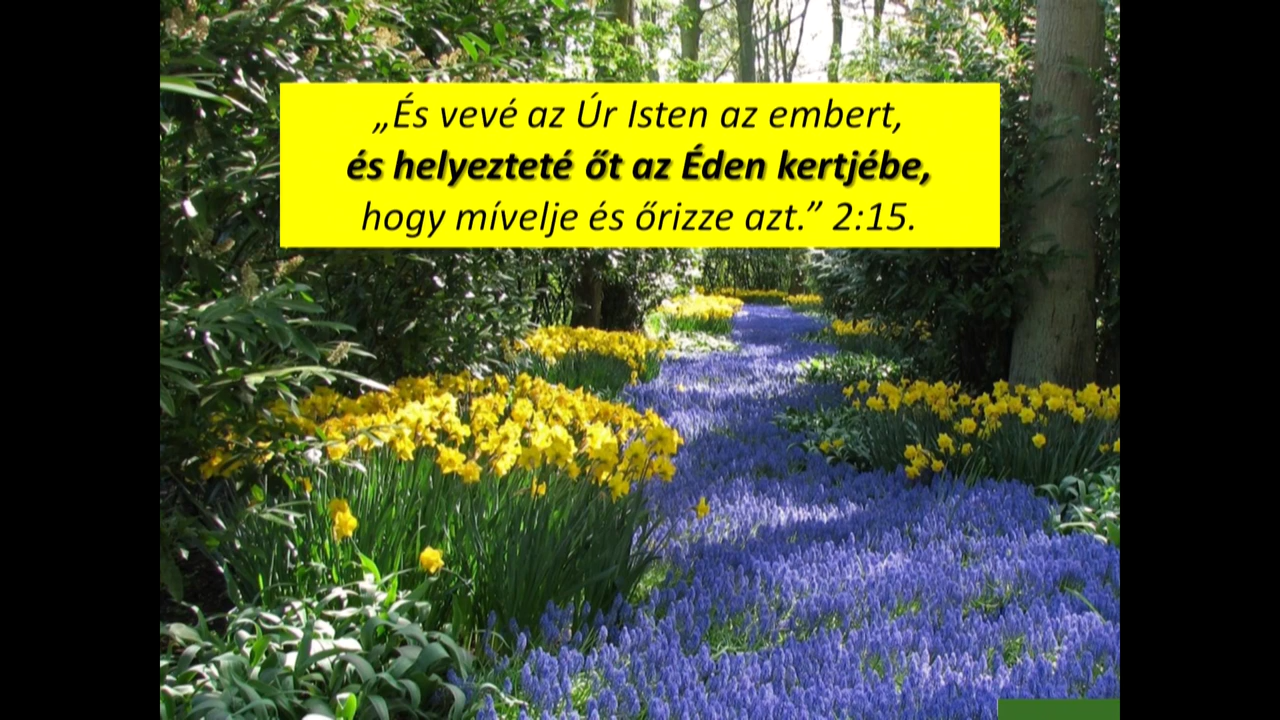 „És vevé az Úr Isten az embert,
és helyezteté őt az Éden kertjébe,
hogy mívelje és őrizze azt.” 2:15.